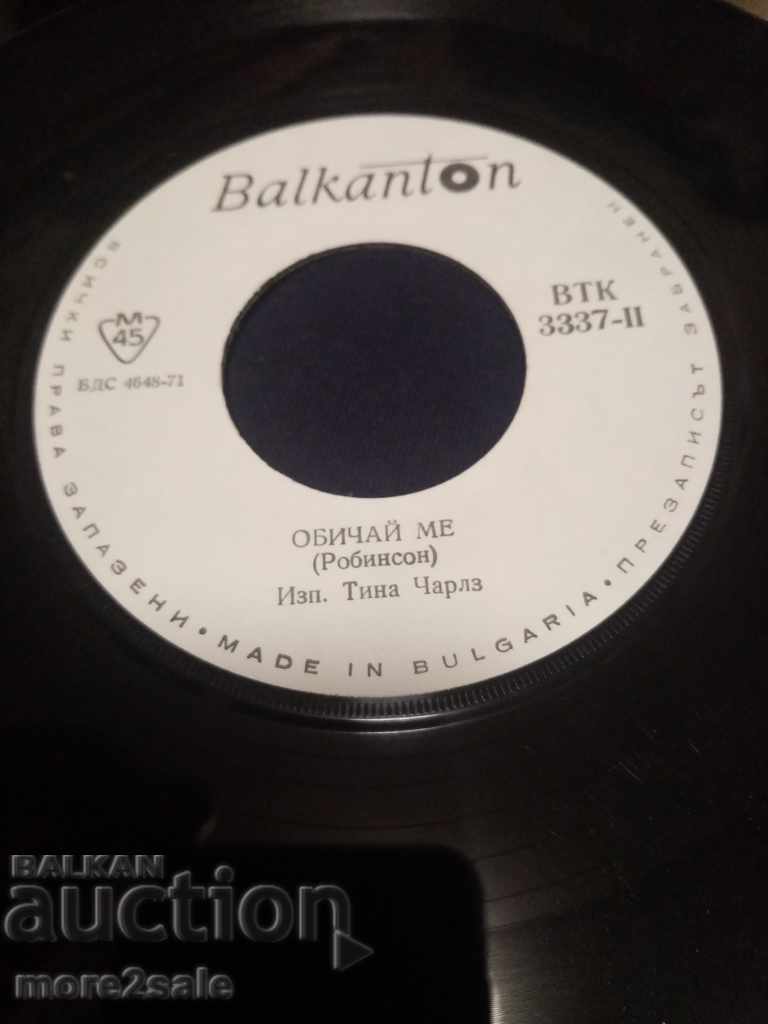 Balkanton
ВТК
3337-II
M
45
БДС 4648-71
ОБИЧАЙ МЕ
(Робинсон)
Изп. Тина Чарлз
ВСИЧКИ ПРАВА ЗАПАЗЕНИ • MADE IN BULGARIA • ПРЕЗАПИСЪТ ЗАБРАНЕН
BALKAN
auction
more2sale